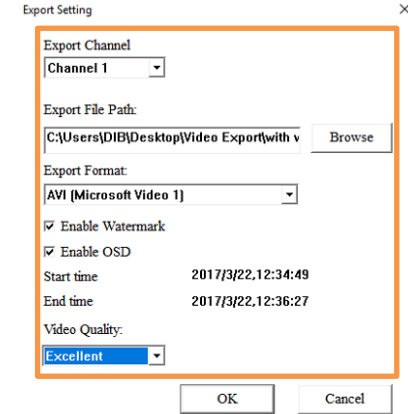 Export Setting
Export Channel
Channel 1
Export File Path:
C:\Users\DIB\Desktop\Video Export\with v
Browse
Export Format:
AVI (Microsoft Video 1)
Enable Watermark
Enable OSD
Start time 2017/3/22,12:34:49
End time 2017/3/22,12:36:27
Video Quality:
Excellent
OK Cancel